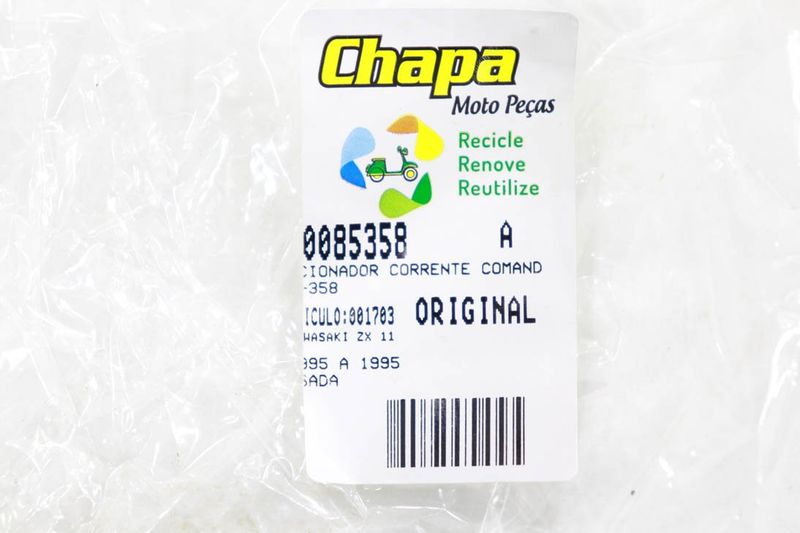 Chapa
Moto Peças
Recicle
Renove
Reutilize
0085358 A
CIONADOR CORRENTE COMAND
-358
ICULO:001703 ORIGINAL
WASAKI ZX 11
995 A 1995
SADA